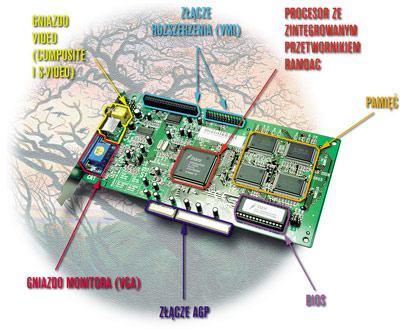 GNIAZDO
VIDEO
(COMPOSITE
I S-VIDEO)
ZŁĄCZE
ROZSZERZENIA (VMI)
PROCESOR ZE
ZINTEGROWANYM
PRZETWORNIKIEM
RAMDAC
PAMIĘĆ
GNIAZDO MONITORA (VGA)
ZŁĄCZE AGP
BIOS